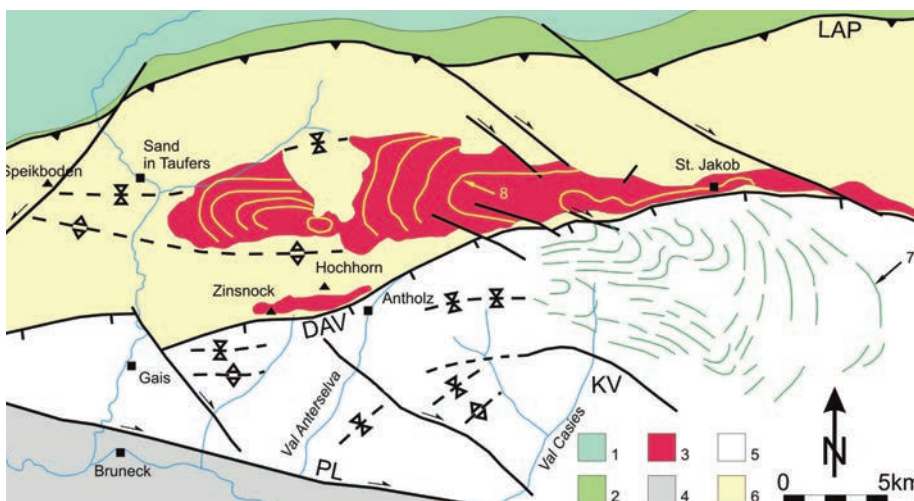 LAP
Sand
in Taufers
Speikboden
St. Jakob
8
7
Hochhorn
Zinsnock
Antholz
DAV
Gais
KV
Val Anterselva
Val Casies
Bruneck
PL
N
1
3
5
2
4
6
0
5km